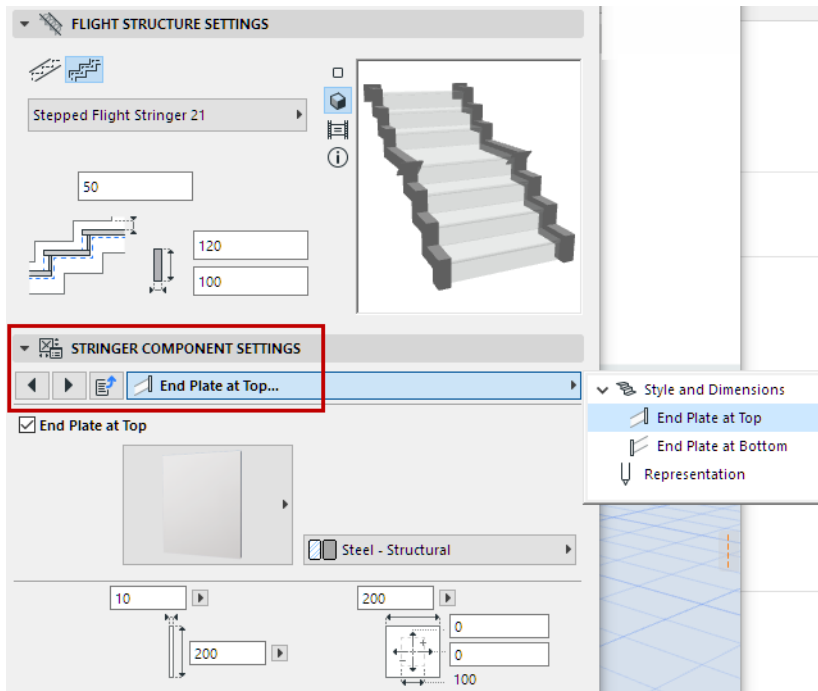 FLIGHT STRUCTURE SETTINGS
Stepped Flight Stringer 21
50
120
100
STRINGER COMPONENT SETTINGS
End Plate at Top...
Style and Dimensions
End Plate at Top
End Plate at Bottom
Representation
End Plate at Top
Steel - Structural
10
200
200
0
0
100